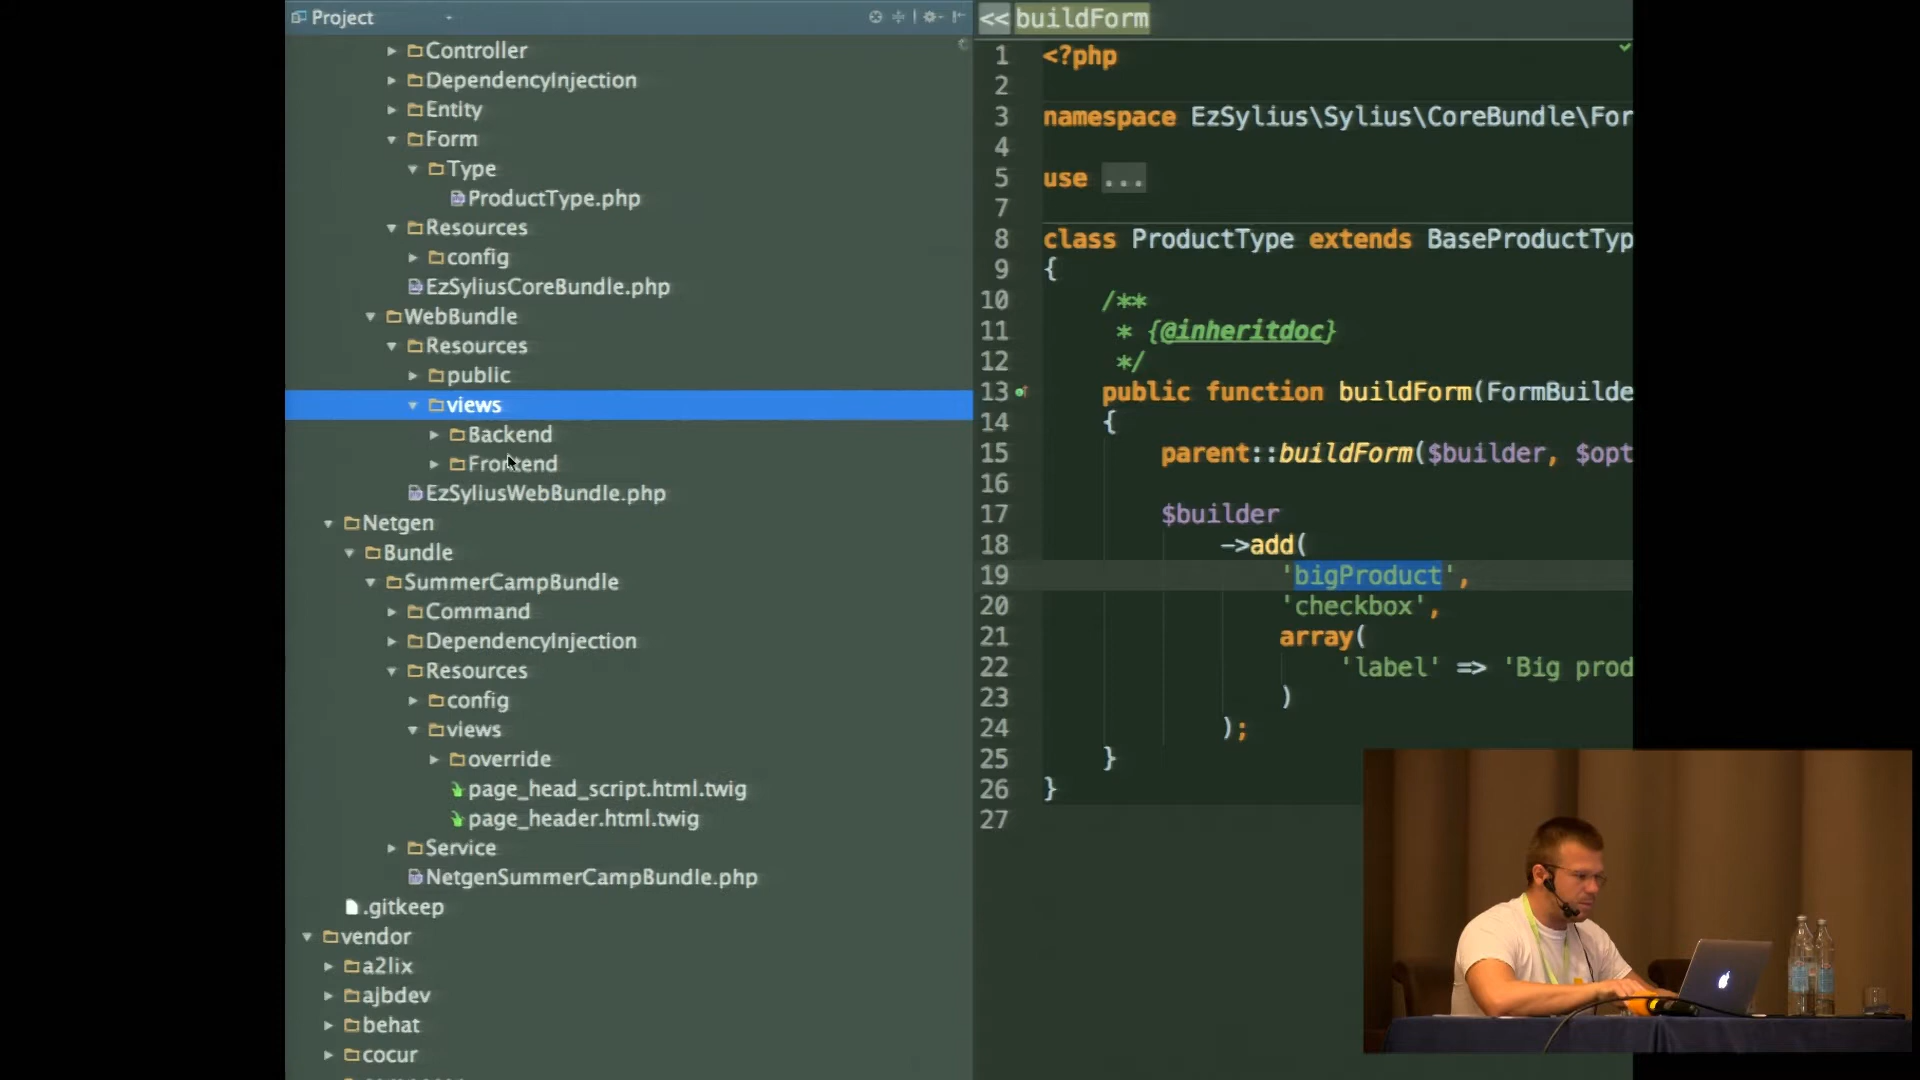 Project
Controller
DependencyInjection
Entity
Form
Type
ProductType.php
Resources
config
EzSyliusCoreBundle.php
WebBundle
Resources
public
views
Backend
Frontend
EzSyliusWebBundle.php
Netgen
Bundle
SummerCampBundle
Command
DependencyInjection
Resources
config
views
override
page_head_script.html.twig
page_header.html.twig
Service
NetgenSummerCampBundle.php
.gitkeep
vendor
a2lix
ajbdev
behat
cocur
<< buildForm
1 <?php
2
3 namespace EzSylius\Sylius\CoreBundle\For
4
5 use ...
7
8 class ProductType extends BaseProductTyp
9 {
10 /**
11 * {@inheritdoc}
12 */
13 public function buildForm(FormBuilde
14 {
15 parent::buildForm($builder, $opt
16
17 $builder
18 ->add(
19 'bigProduct',
20 'checkbox',
21 array(
22 'label' => 'Big prod
23 )
24 );
25 }
26 }
27